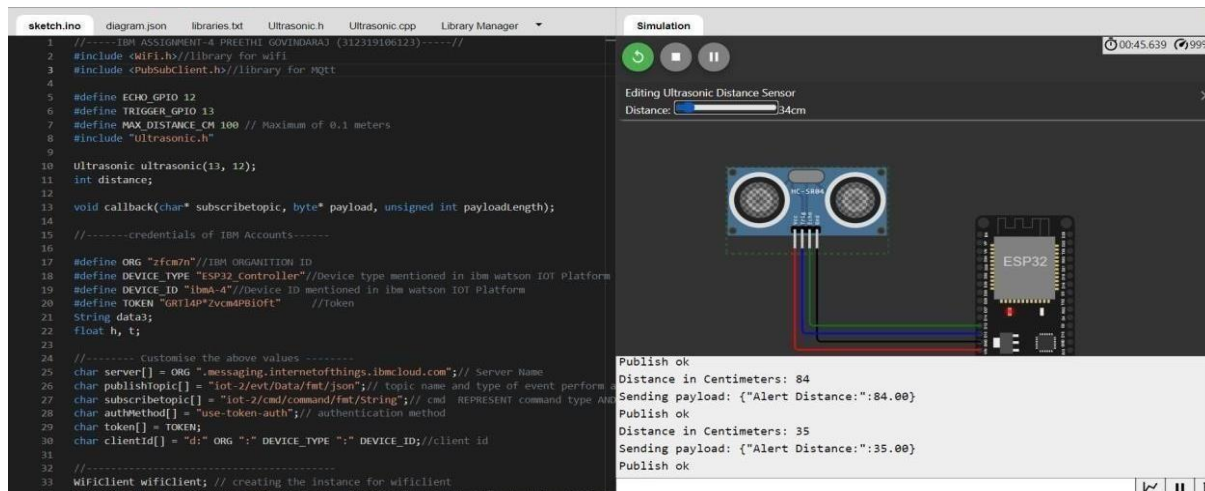 sketch.ino diagram.json libraries.txt Ultrasonic.h Ultrasonic.cpp Library Manager
1 //-----IBM ASSIGNMENT-4 PREETHI GOVINDARAJ (312319106123)-----//
2 #include <WiFi.h>//library for wifi
3 #include <PubSubClient.h>//library for MQtt
4
5 #define ECHO_GPIO 12
6 #define TRIGGER_GPIO 13
7 #define MAX_DISTANCE_CM 100 // Maximum of 0.1 meters
8 #include "Ultrasonic.h"
9
10 Ultrasonic ultrasonic(13, 12);
11 int distance;
12
13 void callback(char* subscribetopic, byte* payload, unsigned int payloadLength);
14
15 //-------credentials of IBM Accounts------
16
17 #define ORG "zfcm7n"//IBM ORGANITION ID
18 #define DEVICE_TYPE "ESP32_Controller"//Device type mentioned in ibm watson IOT Platform
19 #define DEVICE_ID "ibmA-4"//Device ID mentioned in ibm watson IOT Platform
20 #define TOKEN "GRTl4P*Zvcm4PBiOft" //Token
21 String data3;
22 float h, t;
23
24 //-------- Customise the above values --------
25 char server[] = ORG ".messaging.internetofthings.ibmcloud.com";// Server Name
26 char publishTopic[] = "iot-2/evt/Data/fmt/json";// topic name and type of event perform a
27 char subscribetopic[] = "iot-2/cmd/command/fmt/String";// cmd REPRESENT command type AND
28 char authMethod[] = "use-token-auth";// authentication method
29 char token[] = TOKEN;
30 char clientId[] = "d:" ORG ":" DEVICE_TYPE ":" DEVICE_ID;//client id
31
32 //-----------------------------------------
33 WiFiClient wifiClient; // creating the instance for wificlient
Simulation
00:45.639 99%
Editing Ultrasonic Distance Sensor
Distance: 34cm
HC-SR04
Vcc Trig Echo Gnd
ESP32
Publish ok
Distance in Centimeters: 84
Sending payload: {"Alert Distance:":84.00}
Publish ok
Distance in Centimeters: 35
Sending payload: {"Alert Distance:":35.00}
Publish ok